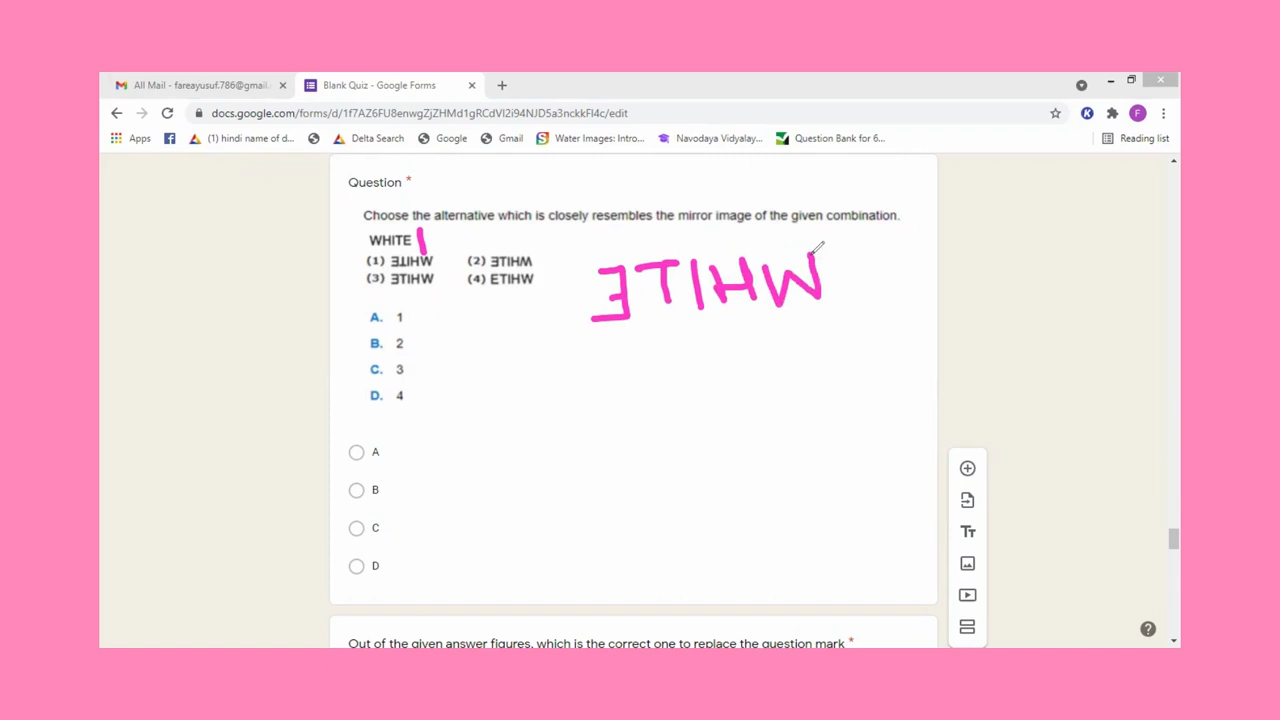 All Mail - fareayusuf.786@gmail.
Blank Quiz - Google Forms
docs.google.com/forms/d/1f7AZ6FU8enwgZjZHMd1gRCdVl2i94NJD5a3nckkFl4c/edit
Apps
(1) hindi name of d...
Delta Search
Google
Gmail
Water Images: Intro...
Navodaya Vidyalay...
Question Bank for 6...
Reading list
Question *
Choose the alternative which is closely resembles the mirror image of the given combination.
WHITE
(1) ƎꓕIHW (2) ƎTIHM
(3) ƎTIHW (4) ETIHW
ƎTIHW
A. 1
B. 2
C. 3
D. 4
A
B
C
D
Out of the given answer figures, which is the correct one to replace the question mark *